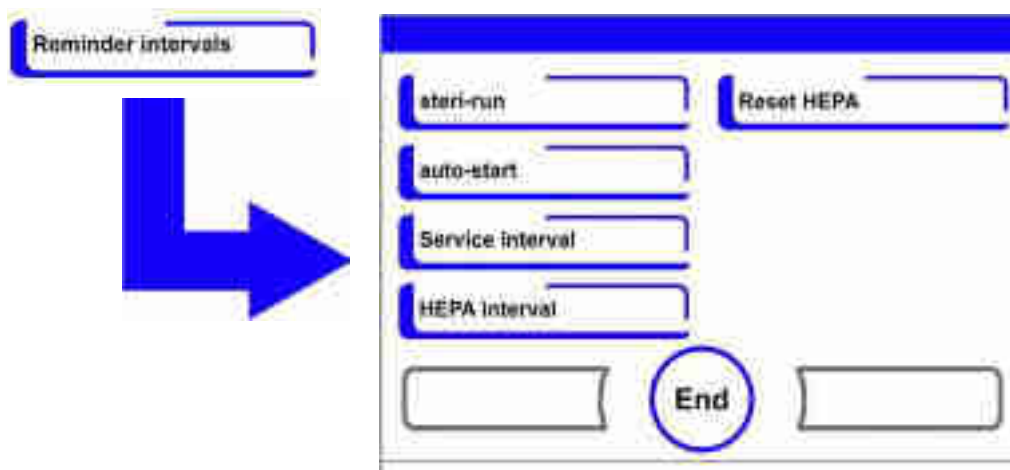 Reminder intervals
steri-run
Reset HEPA
auto-start
Service interval
HEPA interval
End